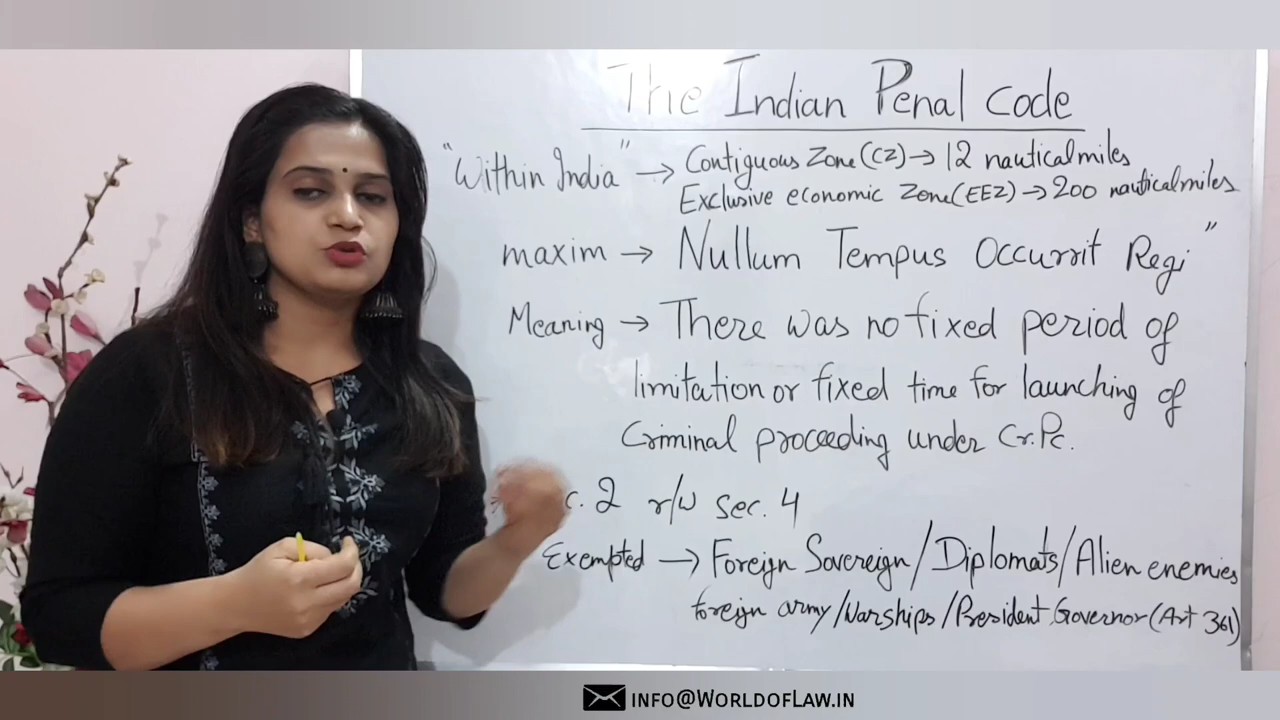 The Indian Penal Code
"Within India" → Contiguous Zone (CZ) → 12 nautical miles
Exclusive economic Zone (EEZ) → 200 nautical miles
maxim → Nullum Tempus Occurrit Regi"
Meaning → There was no fixed period of
limitation or fixed time for launching of
Criminal proceeding under Cr.Pc.
c. 2 r/w sec. 4
Exempted → Foreign Sovereign/Diplomats/Alien enemies
foreign army/Warships/President, Governor (Art 361)
INFO@WORLDOFLAW.IN